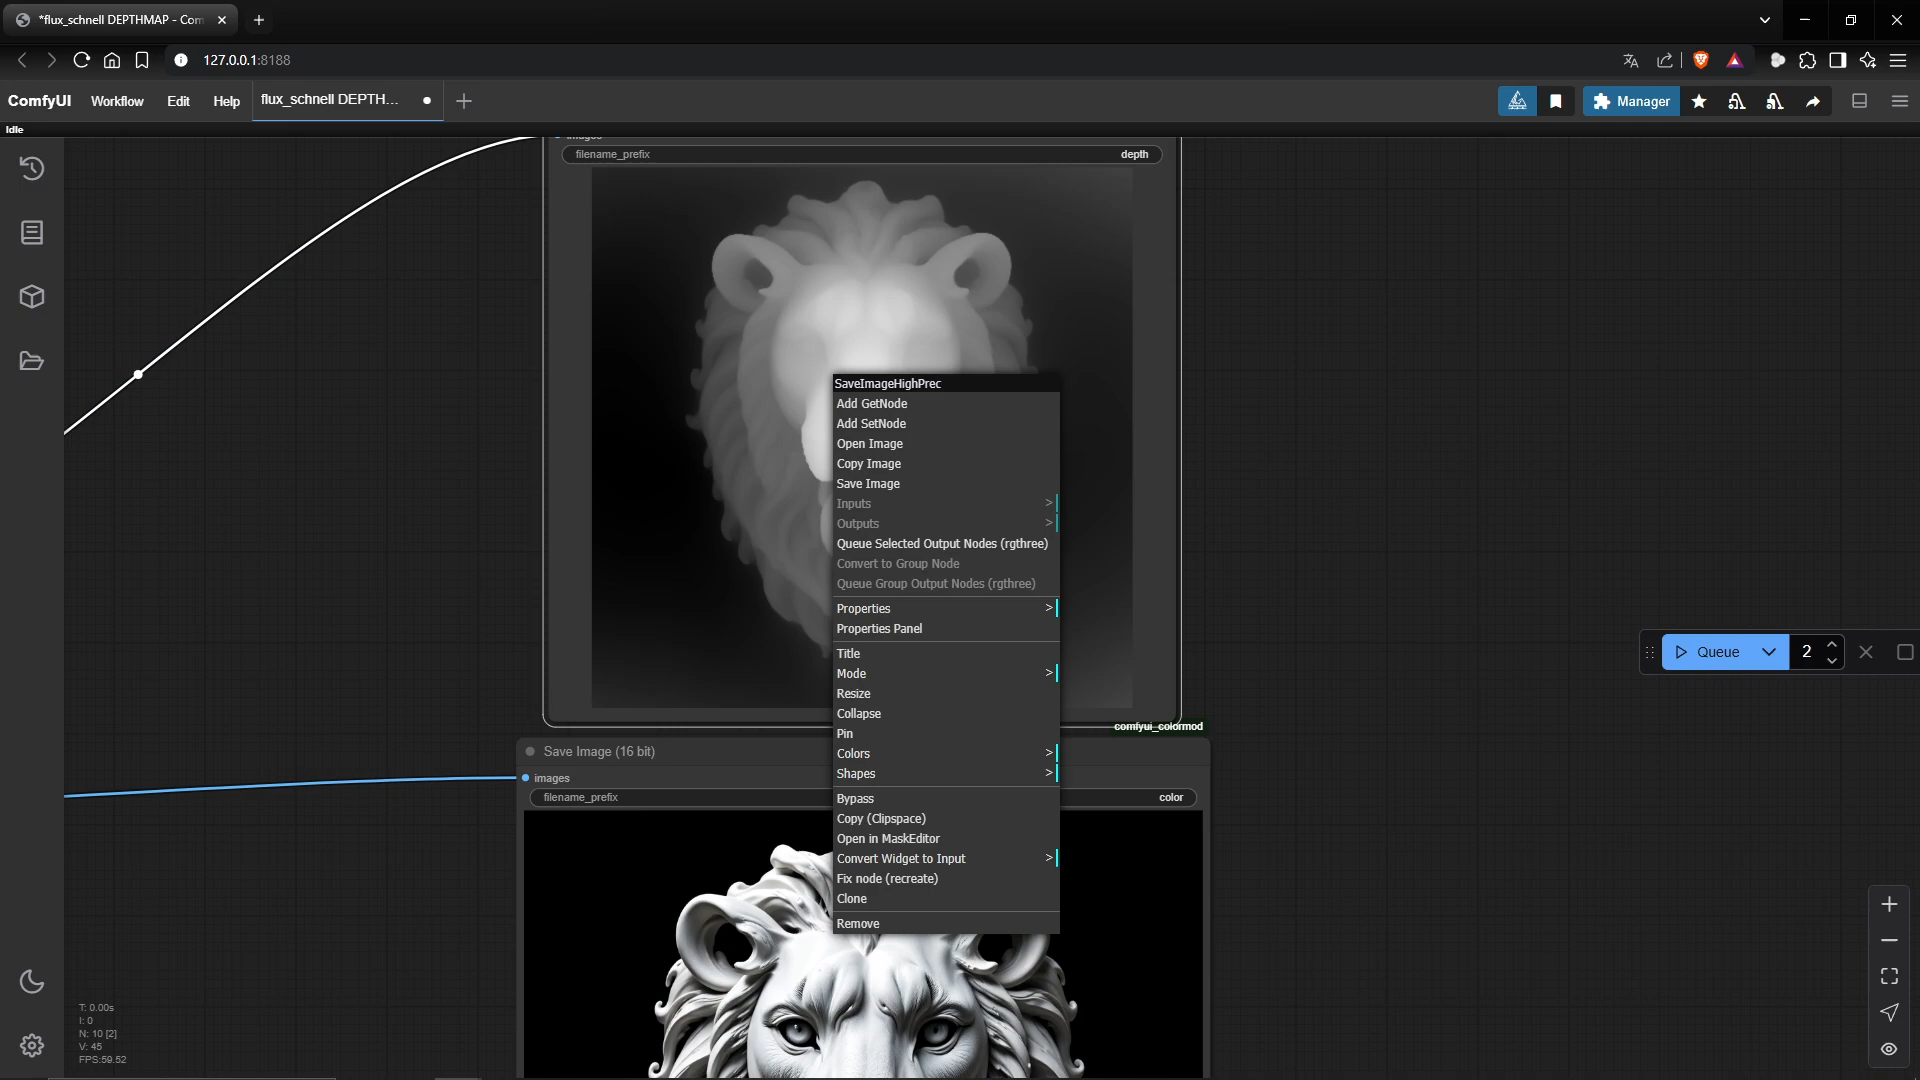 *flux_schnell DEPTHMAP - Com
127.0.0.1:8188
ComfyUI
Workflow
Edit
Help
flux_schnell DEPTH...
Manager
Idle
images
filename_prefix
depth
SaveImageHighPrec
Add GetNode
Add SetNode
Open Image
Copy Image
Save Image
Inputs >
Outputs >
Queue Selected Output Nodes (rgthree)
Convert to Group Node
Queue Group Output Nodes (rgthree)
Properties >
Properties Panel
Title
Mode >
Resize
Collapse
Pin
Colors >
Shapes >
Bypass
Copy (Clipspace)
Open in MaskEditor
Convert Widget to Input >
Fix node (recreate)
Clone
Remove
Queue
2
comfyui_colormod
Save Image (16 bit)
images
filename_prefix
color
T: 0.00s
I: 0
N: 10 [2]
V: 45
FPS:59.52